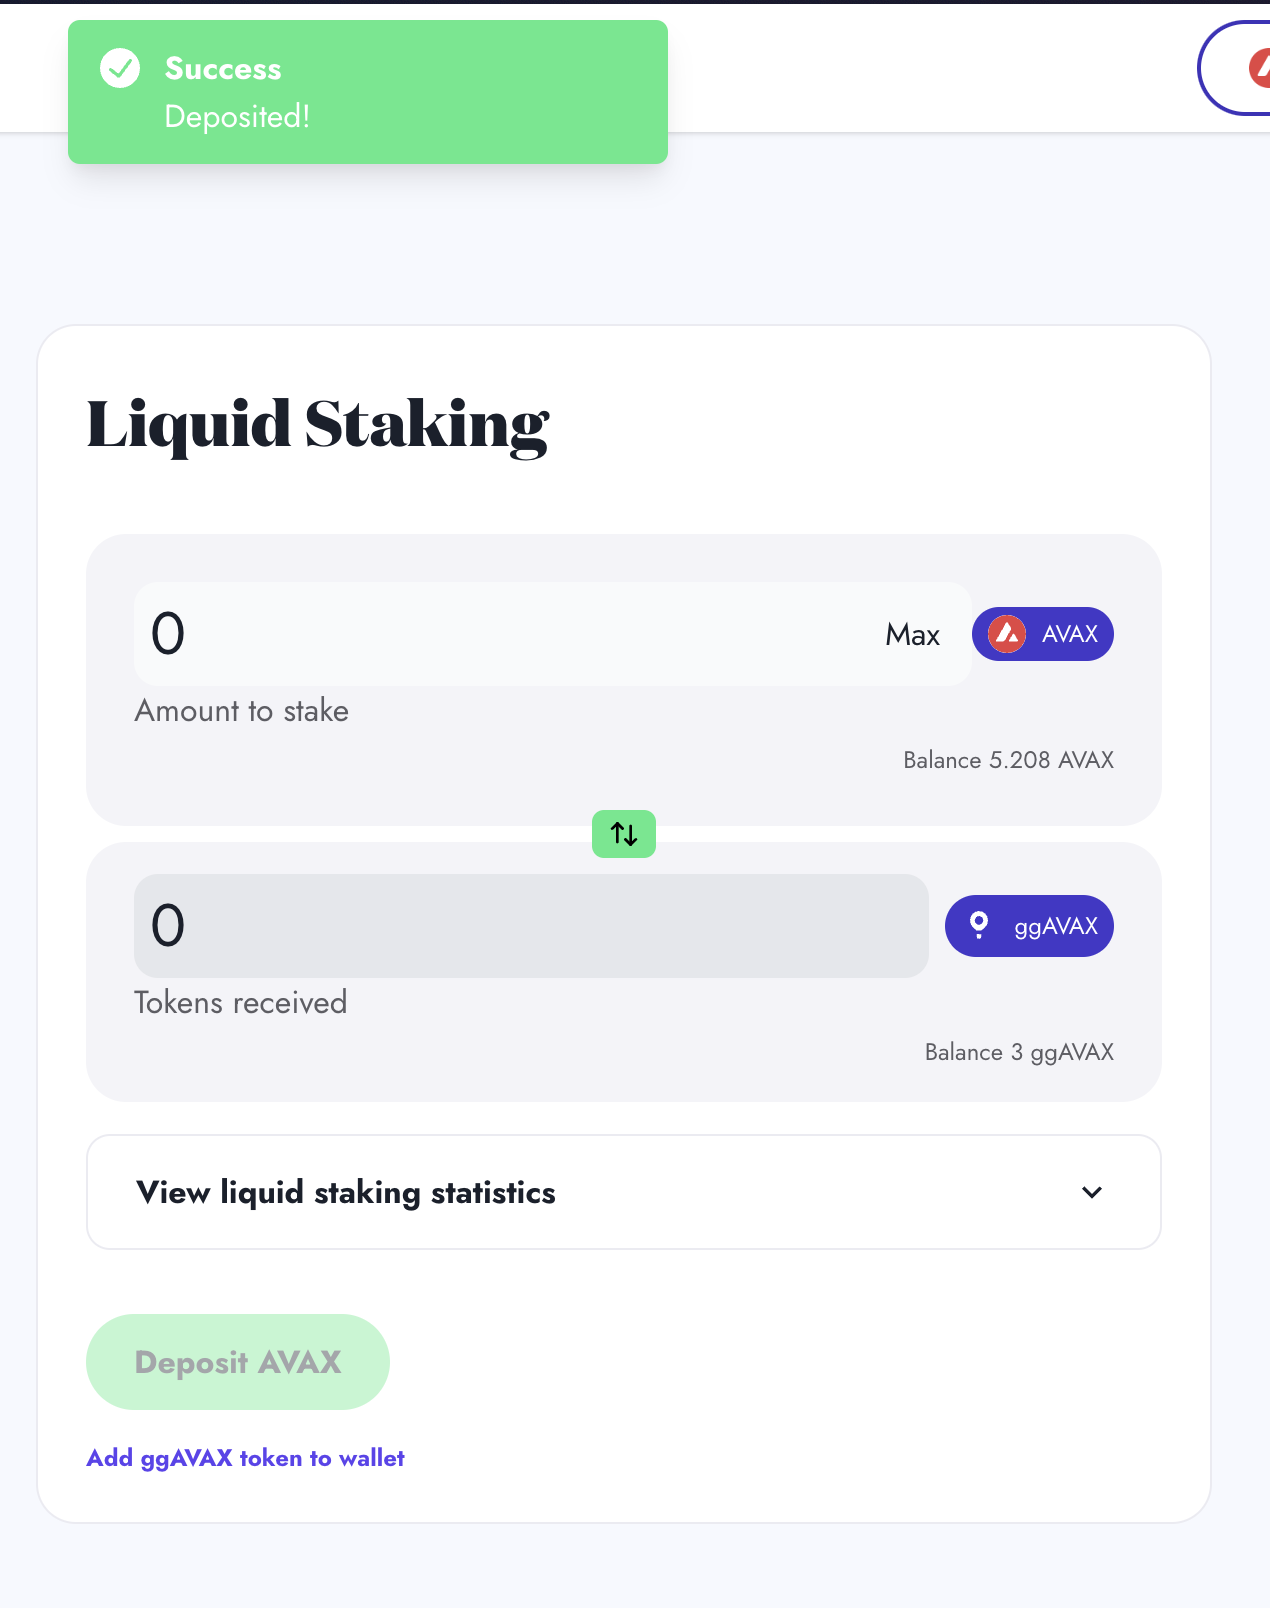 Success
Deposited!
Liquid Staking
0
Max
AVAX
Amount to stake
Balance 5.208 AVAX
0
ggAVAX
Tokens received
Balance 3 ggAVAX
View liquid staking statistics
Deposit AVAX
Add ggAVAX token to wallet